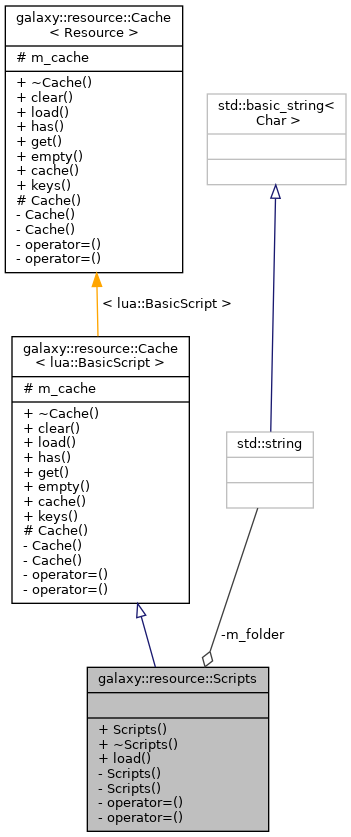 galaxy::resource::Cache
< Resource >
# m_cache
+ ~Cache()
+ clear()
+ load()
+ has()
+ get()
+ empty()
+ cache()
+ keys()
# Cache()
- Cache()
- Cache()
- operator=()
- operator=()
std::basic_string<
Char >
< lua::BasicScript >
galaxy::resource::Cache
< lua::BasicScript >
# m_cache
+ ~Cache()
+ clear()
+ load()
+ has()
+ get()
+ empty()
+ cache()
+ keys()
# Cache()
- Cache()
- Cache()
- operator=()
- operator=()
std::string
-m_folder
galaxy::resource::Scripts
+ Scripts()
+ ~Scripts()
+ load()
- Scripts()
- Scripts()
- operator=()
- operator=()